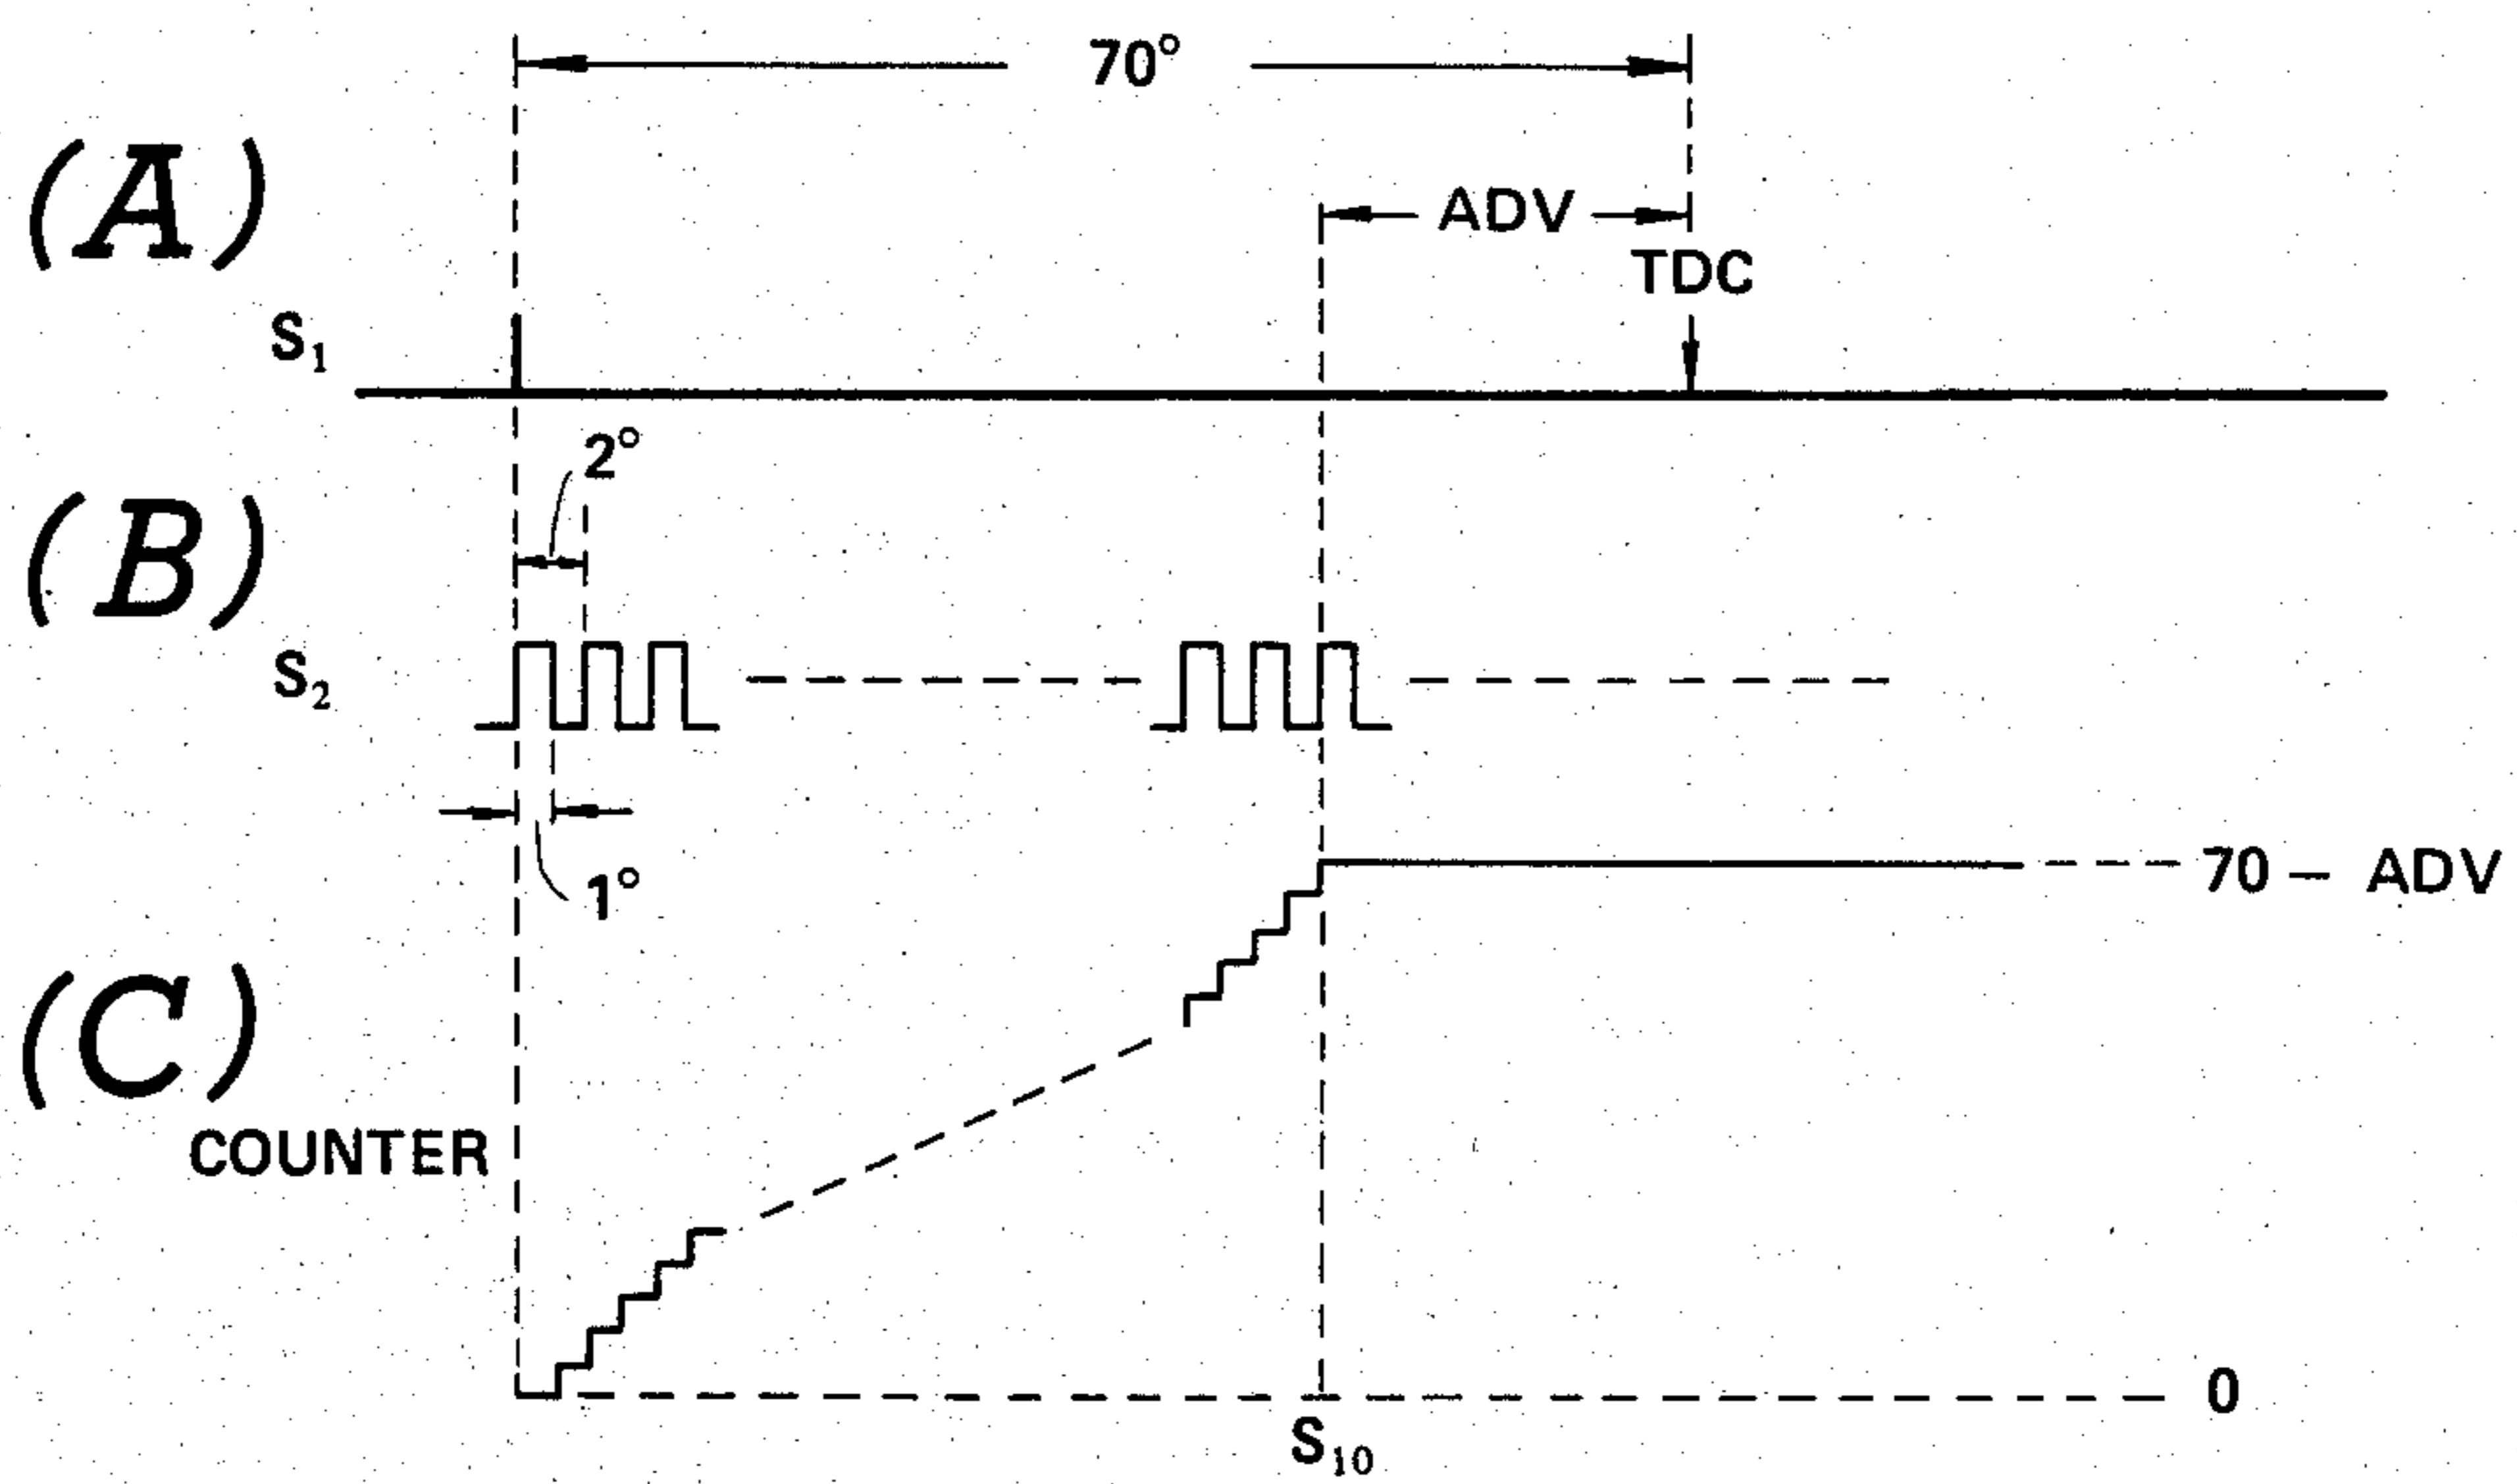 70°
(A)
ADV
TDC
S₁
2°
(B)
S₂
1°
70 – ADV
(C)
COUNTER
0
S₁₀